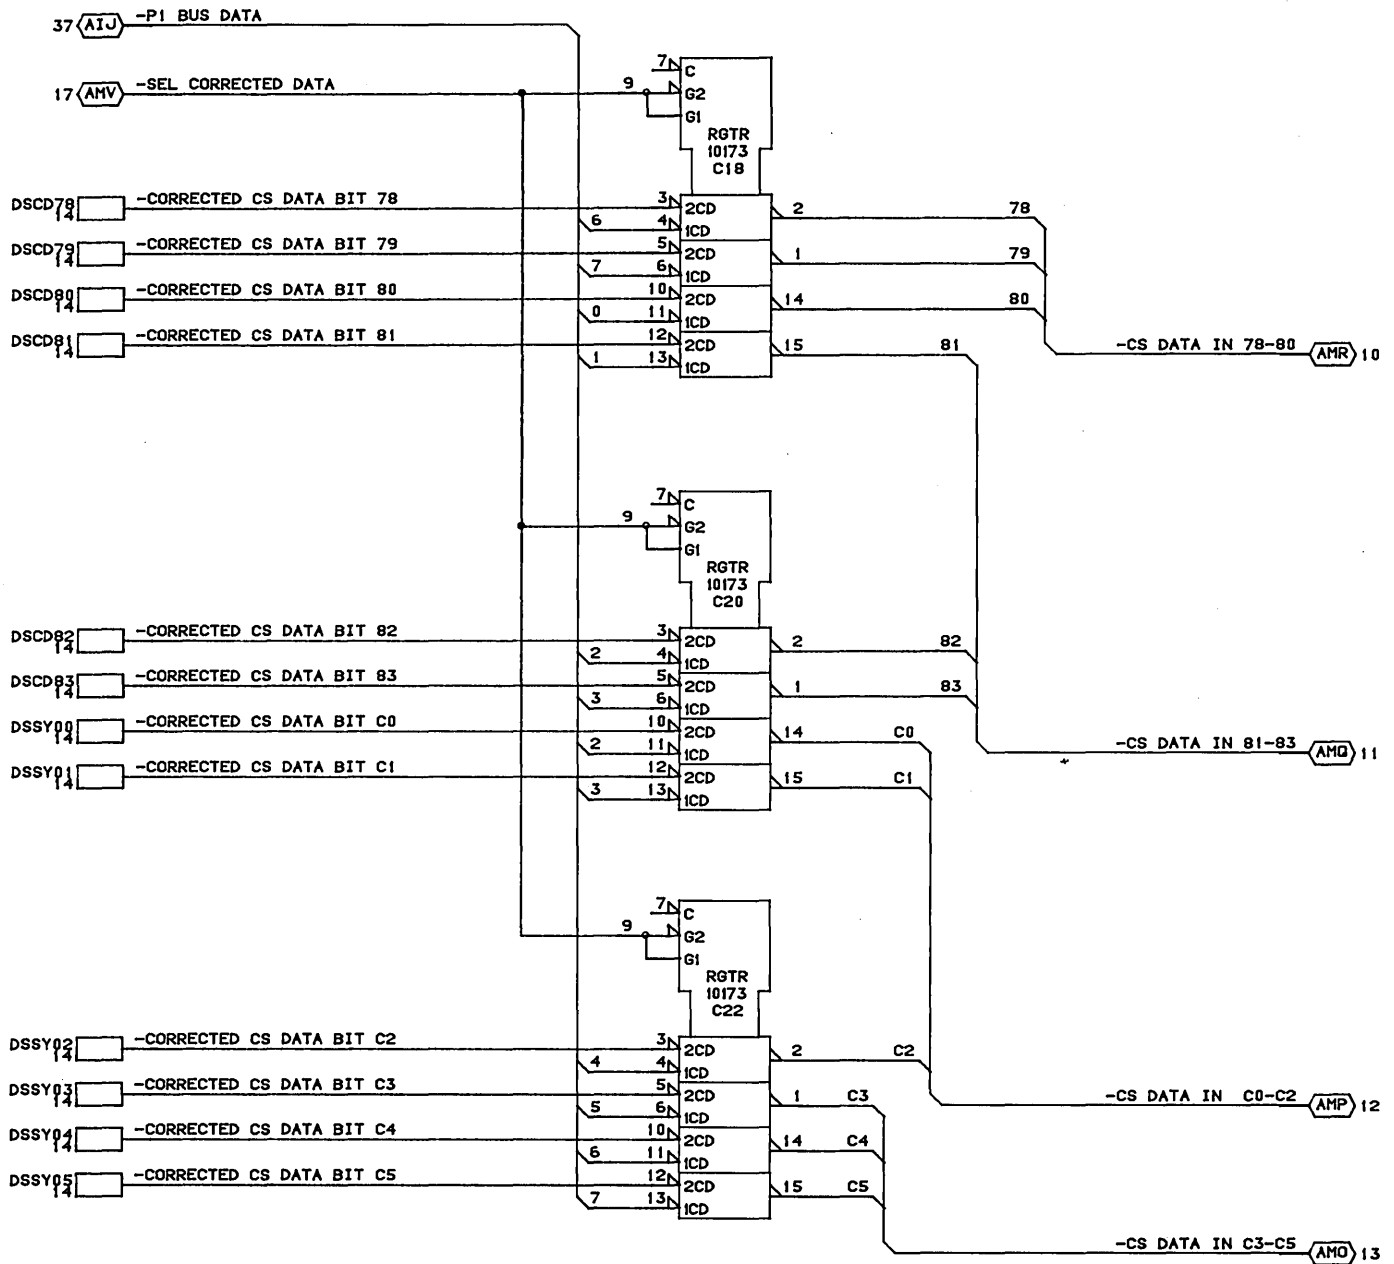 37 AIJ -P1 BUS DATA
17 AMV -SEL CORRECTED DATA
9
7 C
G2
G1
RGTR
10173
C18
DSCD78 14 -CORRECTED CS DATA BIT 78 3 2CD 2 78
6 4 1CD
DSCD79 14 -CORRECTED CS DATA BIT 79 5 2CD 1 79
7 6 1CD
DSCD80 14 -CORRECTED CS DATA BIT 80 10 2CD 14 80
0 11 1CD
DSCD81 14 -CORRECTED CS DATA BIT 81 12 2CD 15 81
1 13 1CD
-CS DATA IN 78-80 AMR 10
7 C
9 G2
G1
RGTR
10173
C20
DSCD82 14 -CORRECTED CS DATA BIT 82 3 2CD 2 82
2 4 1CD
DSCD83 14 -CORRECTED CS DATA BIT 83 5 2CD 1 83
3 6 1CD
DSSY00 14 -CORRECTED CS DATA BIT C0 10 2CD 14 C0
2 11 1CD
-CS DATA IN 81-83 AMQ 11
DSSY01 14 -CORRECTED CS DATA BIT C1 12 2CD 15 C1
3 13 1CD
7 C
9 G2
G1
RGTR
10173
C22
DSSY02 14 -CORRECTED CS DATA BIT C2 3 2CD 2 C2
4 4 1CD
DSSY03 14 -CORRECTED CS DATA BIT C3 5 2CD 1 C3
5 6 1CD
-CS DATA IN C0-C2 AMP 12
DSSY04 14 -CORRECTED CS DATA BIT C4 10 2CD 14 C4
6 11 1CD
DSSY05 14 -CORRECTED CS DATA BIT C5 12 2CD 15 C5
7 13 1CD
-CS DATA IN C3-C5 AMO 13